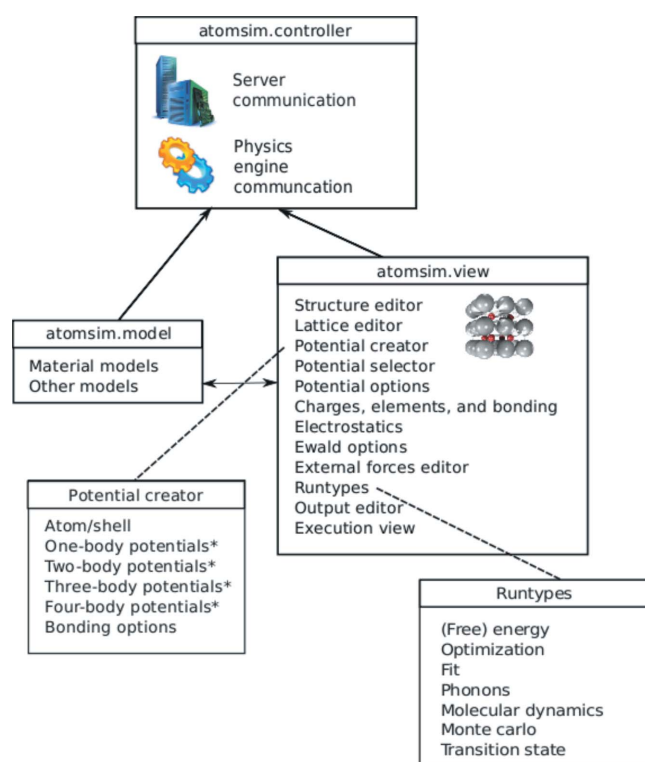 atomsim.controller
Server
communication
Physics
engine
communcation
atomsim.view
Structure editor
Lattice editor
Potential creator
Potential selector
Potential options
Charges, elements, and bonding
Electrostatics
Ewald options
External forces editor
Runtypes
Output editor
Execution view
atomsim.model
Material models
Other models
Potential creator
Atom/shell
One-body potentials*
Two-body potentials*
Three-body potentials*
Four-body potentials*
Bonding options
Runtypes
(Free) energy
Optimization
Fit
Phonons
Molecular dynamics
Monte carlo
Transition state